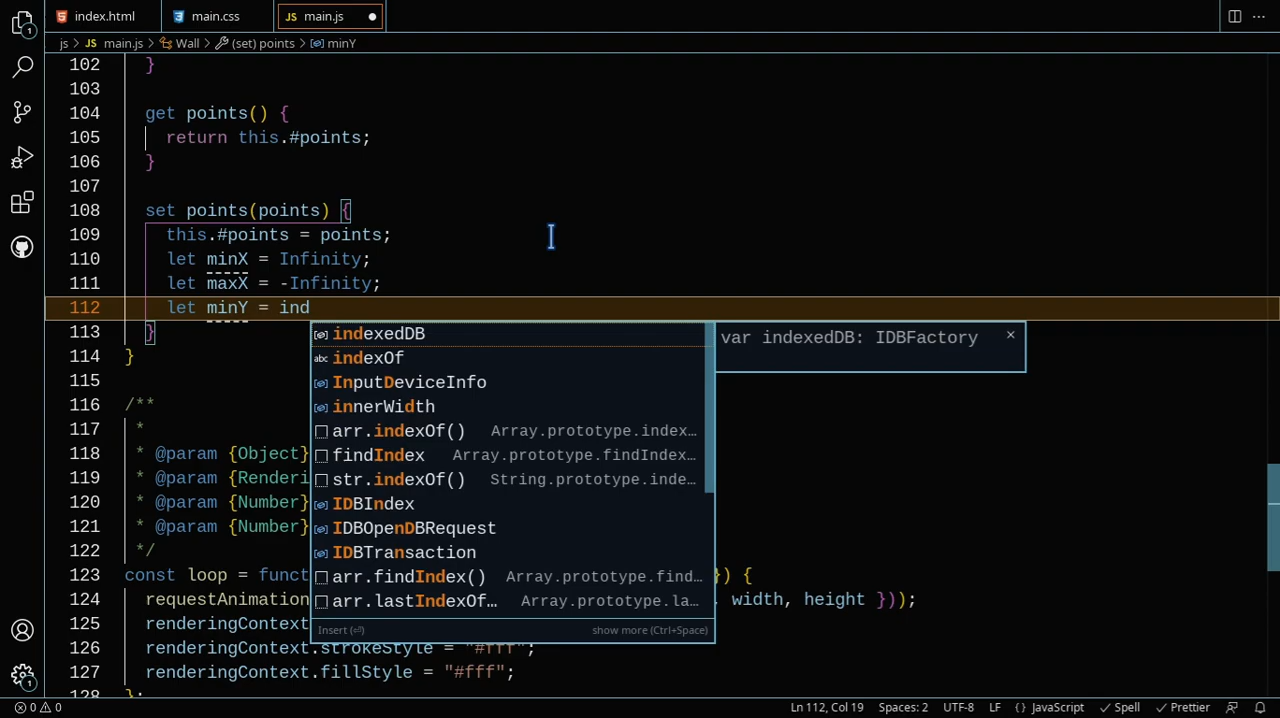 index.html main.css JS main.js
js > JS main.js > Wall > (set) points > minY
102 }
103
104 get points() {
105 return this.#points;
106 }
107
108 set points(points) {
109 this.#points = points;
110 let minX = Infinity;
111 let maxX = -Infinity;
112 let minY = ind
113 }
114 }
115
116 /**
117 *
118 * @param {Object}
119 * @param {Renderi
120 * @param {Number}
121 * @param {Number}
122 */
123 const loop = funct }) {
124 requestAnimation , width, height }));
125 renderingContext.
126 renderingContext.strokeStyle = "#fff";
127 renderingContext.fillStyle = "#fff";
128 };
indexedDB
var indexedDB: IDBFactory ×
abc indexOf
InputDeviceInfo
innerWidth
arr.indexOf() Array.prototype.index…
findIndex Array.prototype.findIndex…
str.indexOf() String.prototype.inde…
IDBIndex
IDBOpenDBRequest
IDBTransaction
arr.findIndex() Array.prototype.find…
arr.lastIndexOf… Array.prototype.la…
Insert (⏎) show more (Ctrl+Space)
1
1
0 0 Ln 112, Col 19 Spaces: 2 UTF-8 LF {} JavaScript Spell Prettier